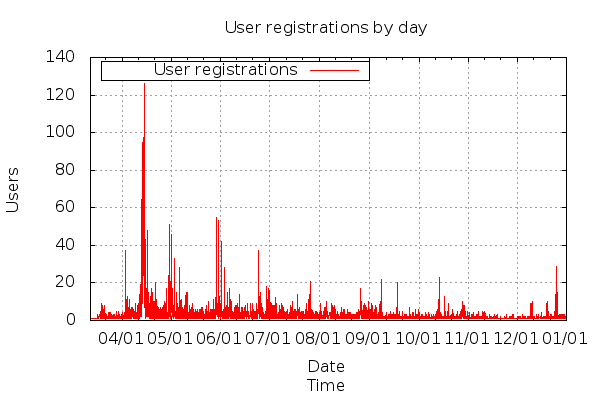 User registrations by day
User registrations
140
120
100
80
60
40
20
0
Users
04/01 05/01 06/01 07/01 08/01 09/01 10/01 11/01 12/01 01/01
Date
Time